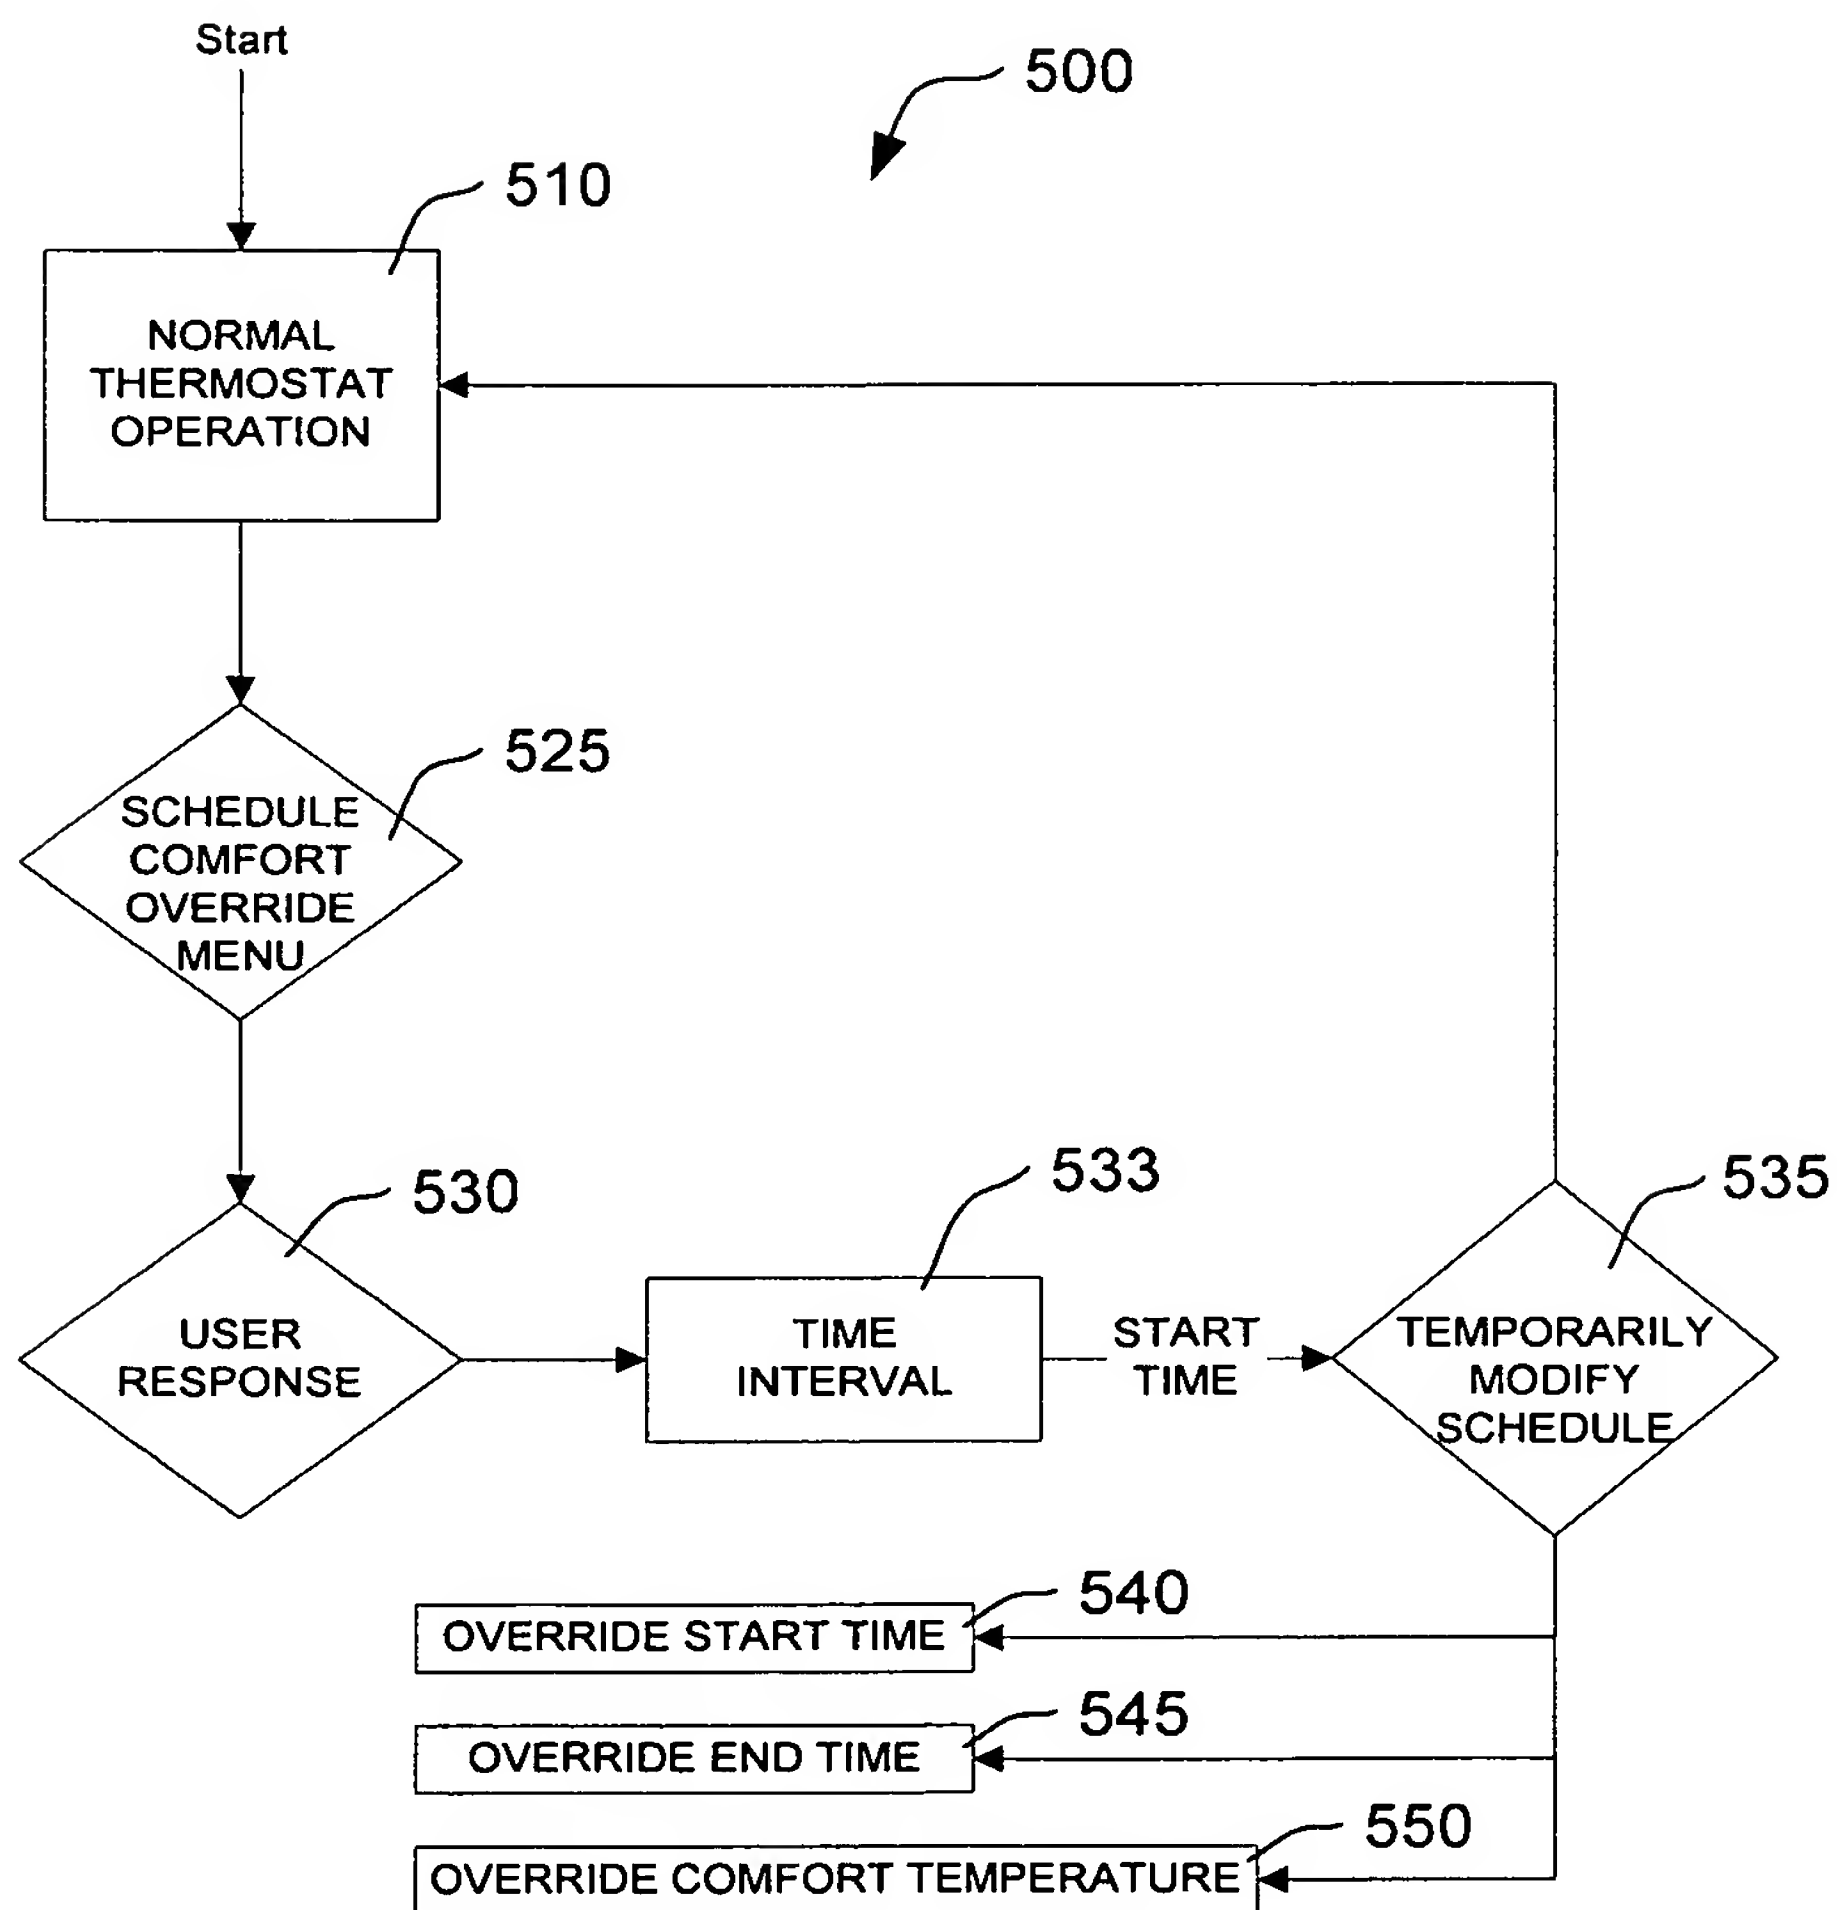 Start
500
510
NORMAL
THERMOSTAT
OPERATION
525
SCHEDULE
COMFORT
OVERRIDE
MENU
530
USER
RESPONSE
533
TIME
INTERVAL
START
TIME
535
TEMPORARILY
MODIFY
SCHEDULE
540
OVERRIDE START TIME
545
OVERRIDE END TIME
550
OVERRIDE COMFORT TEMPERATURE